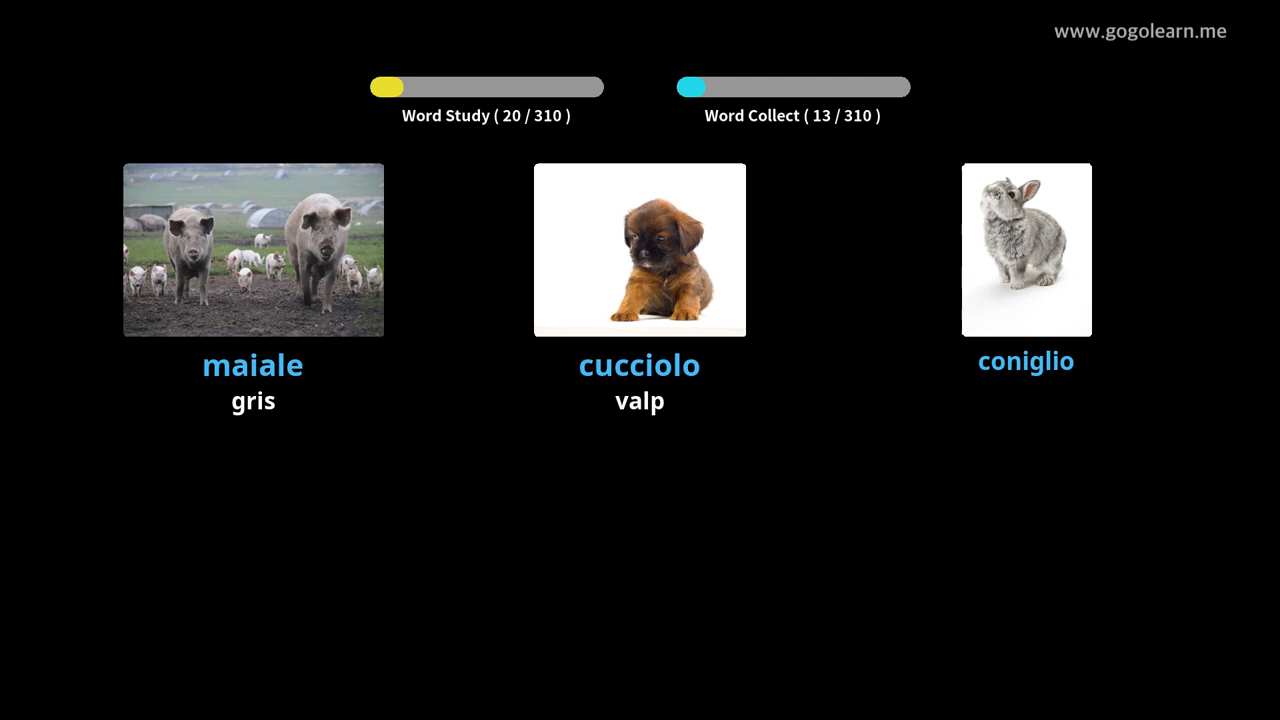 www.gogolearn.me
Word Study ( 20 / 310 )
Word Collect ( 13 / 310 )
maiale
gris
cucciolo
valp
coniglio